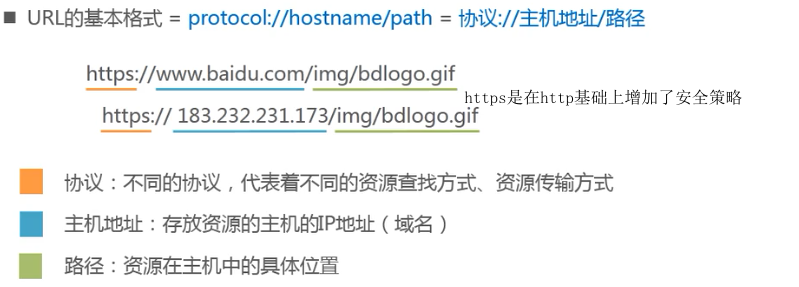 URL的基本格式 = protocol://hostname/path = 协议://主机地址/路径
https://www.baidu.com/img/bdlogo.gif
https是在http基础上增加了安全策略
https:// 183.232.231.173/img/bdlogo.gif
协议：不同的协议，代表着不同的资源查找方式、资源传输方式
主机地址：存放资源的主机的IP地址（域名）
路径：资源在主机中的具体位置